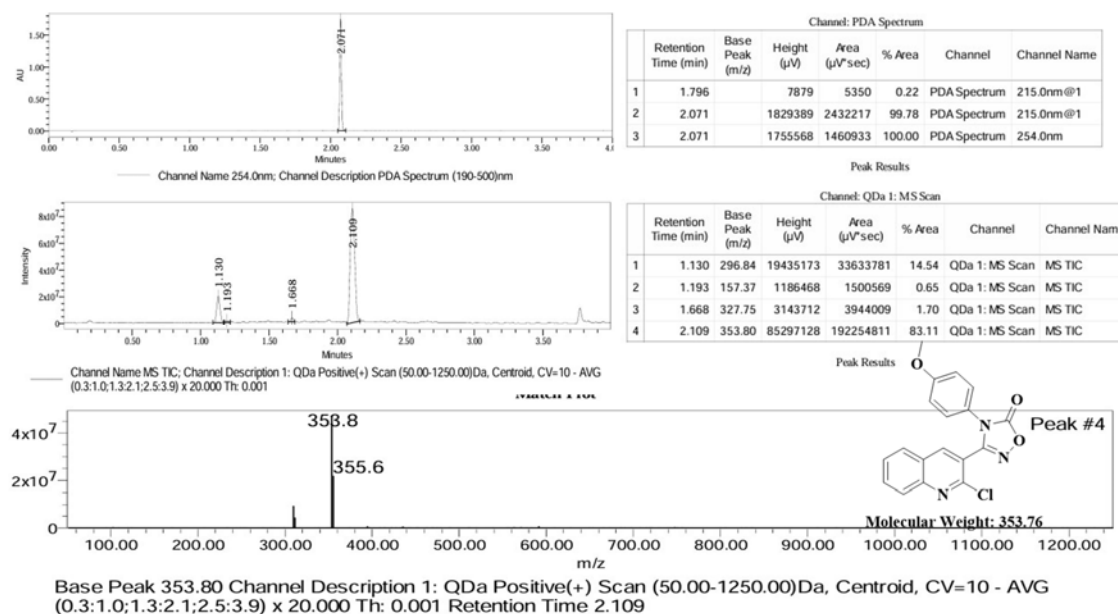 Channel: PDA Spectrum
Retention Time (min) Base Peak (m/z) Height (µV) Area (µV*sec) % Area Channel Channel Name
1 1.796 7879 5350 0.22 PDA Spectrum 215.0nm@1
2 2.071 1829389 2432217 99.78 PDA Spectrum 215.0nm@1
3 2.071 1755568 1460933 100.00 PDA Spectrum 254.0nm
Peak Results
AU
1.50
1.00
0.50
0.00
2.071
0.00 0.50 1.00 1.50 2.00 2.50 3.00 3.50 4.
Minutes
Channel Name 254.0nm; Channel Description PDA Spectrum (190-500)nm
Channel: QDa 1: MS Scan
Retention Time (min) Base Peak (m/z) Height (µV) Area (µV*sec) % Area Channel Channel Nam
1 1.130 296.84 19435173 33633781 14.54 QDa 1: MS Scan MS TIC
2 1.193 157.37 1186468 1500569 0.65 QDa 1: MS Scan MS TIC
3 1.668 327.75 3143712 3944009 1.70 QDa 1: MS Scan MS TIC
4 2.109 353.80 85297128 192254811 83.11 QDa 1: MS Scan MS TIC
Peak Results
Intensity
8x10⁷
6x10⁷
4x10⁷
2x10⁷
0
1.130
1.193
1.668
2.109
0.00 0.50 1.00 1.50 2.00 2.50 3.00 3.50
Minutes
Channel Name MS TIC; Channel Description 1: QDa Positive(+) Scan (50.00-1250.00)Da, Centroid, CV=10 - AVG
(0.3:1.0;1.3:2.1;2.5:3.9) x 20.000 Th: 0.001
Match Plot
353.8
355.6
4x10⁷
2x10⁷
0
100.00 200.00 300.00 400.00 500.00 600.00 700.00 800.00 900.00 1000.00 1100.00 1200.00
m/z
O
O
N
O
N
N
Cl
Peak #4
Molecular Weight: 353.76
Base Peak 353.80 Channel Description 1: QDa Positive(+) Scan (50.00-1250.00)Da, Centroid, CV=10 - AVG
(0.3:1.0;1.3:2.1;2.5:3.9) x 20.000 Th: 0.001 Retention Time 2.109